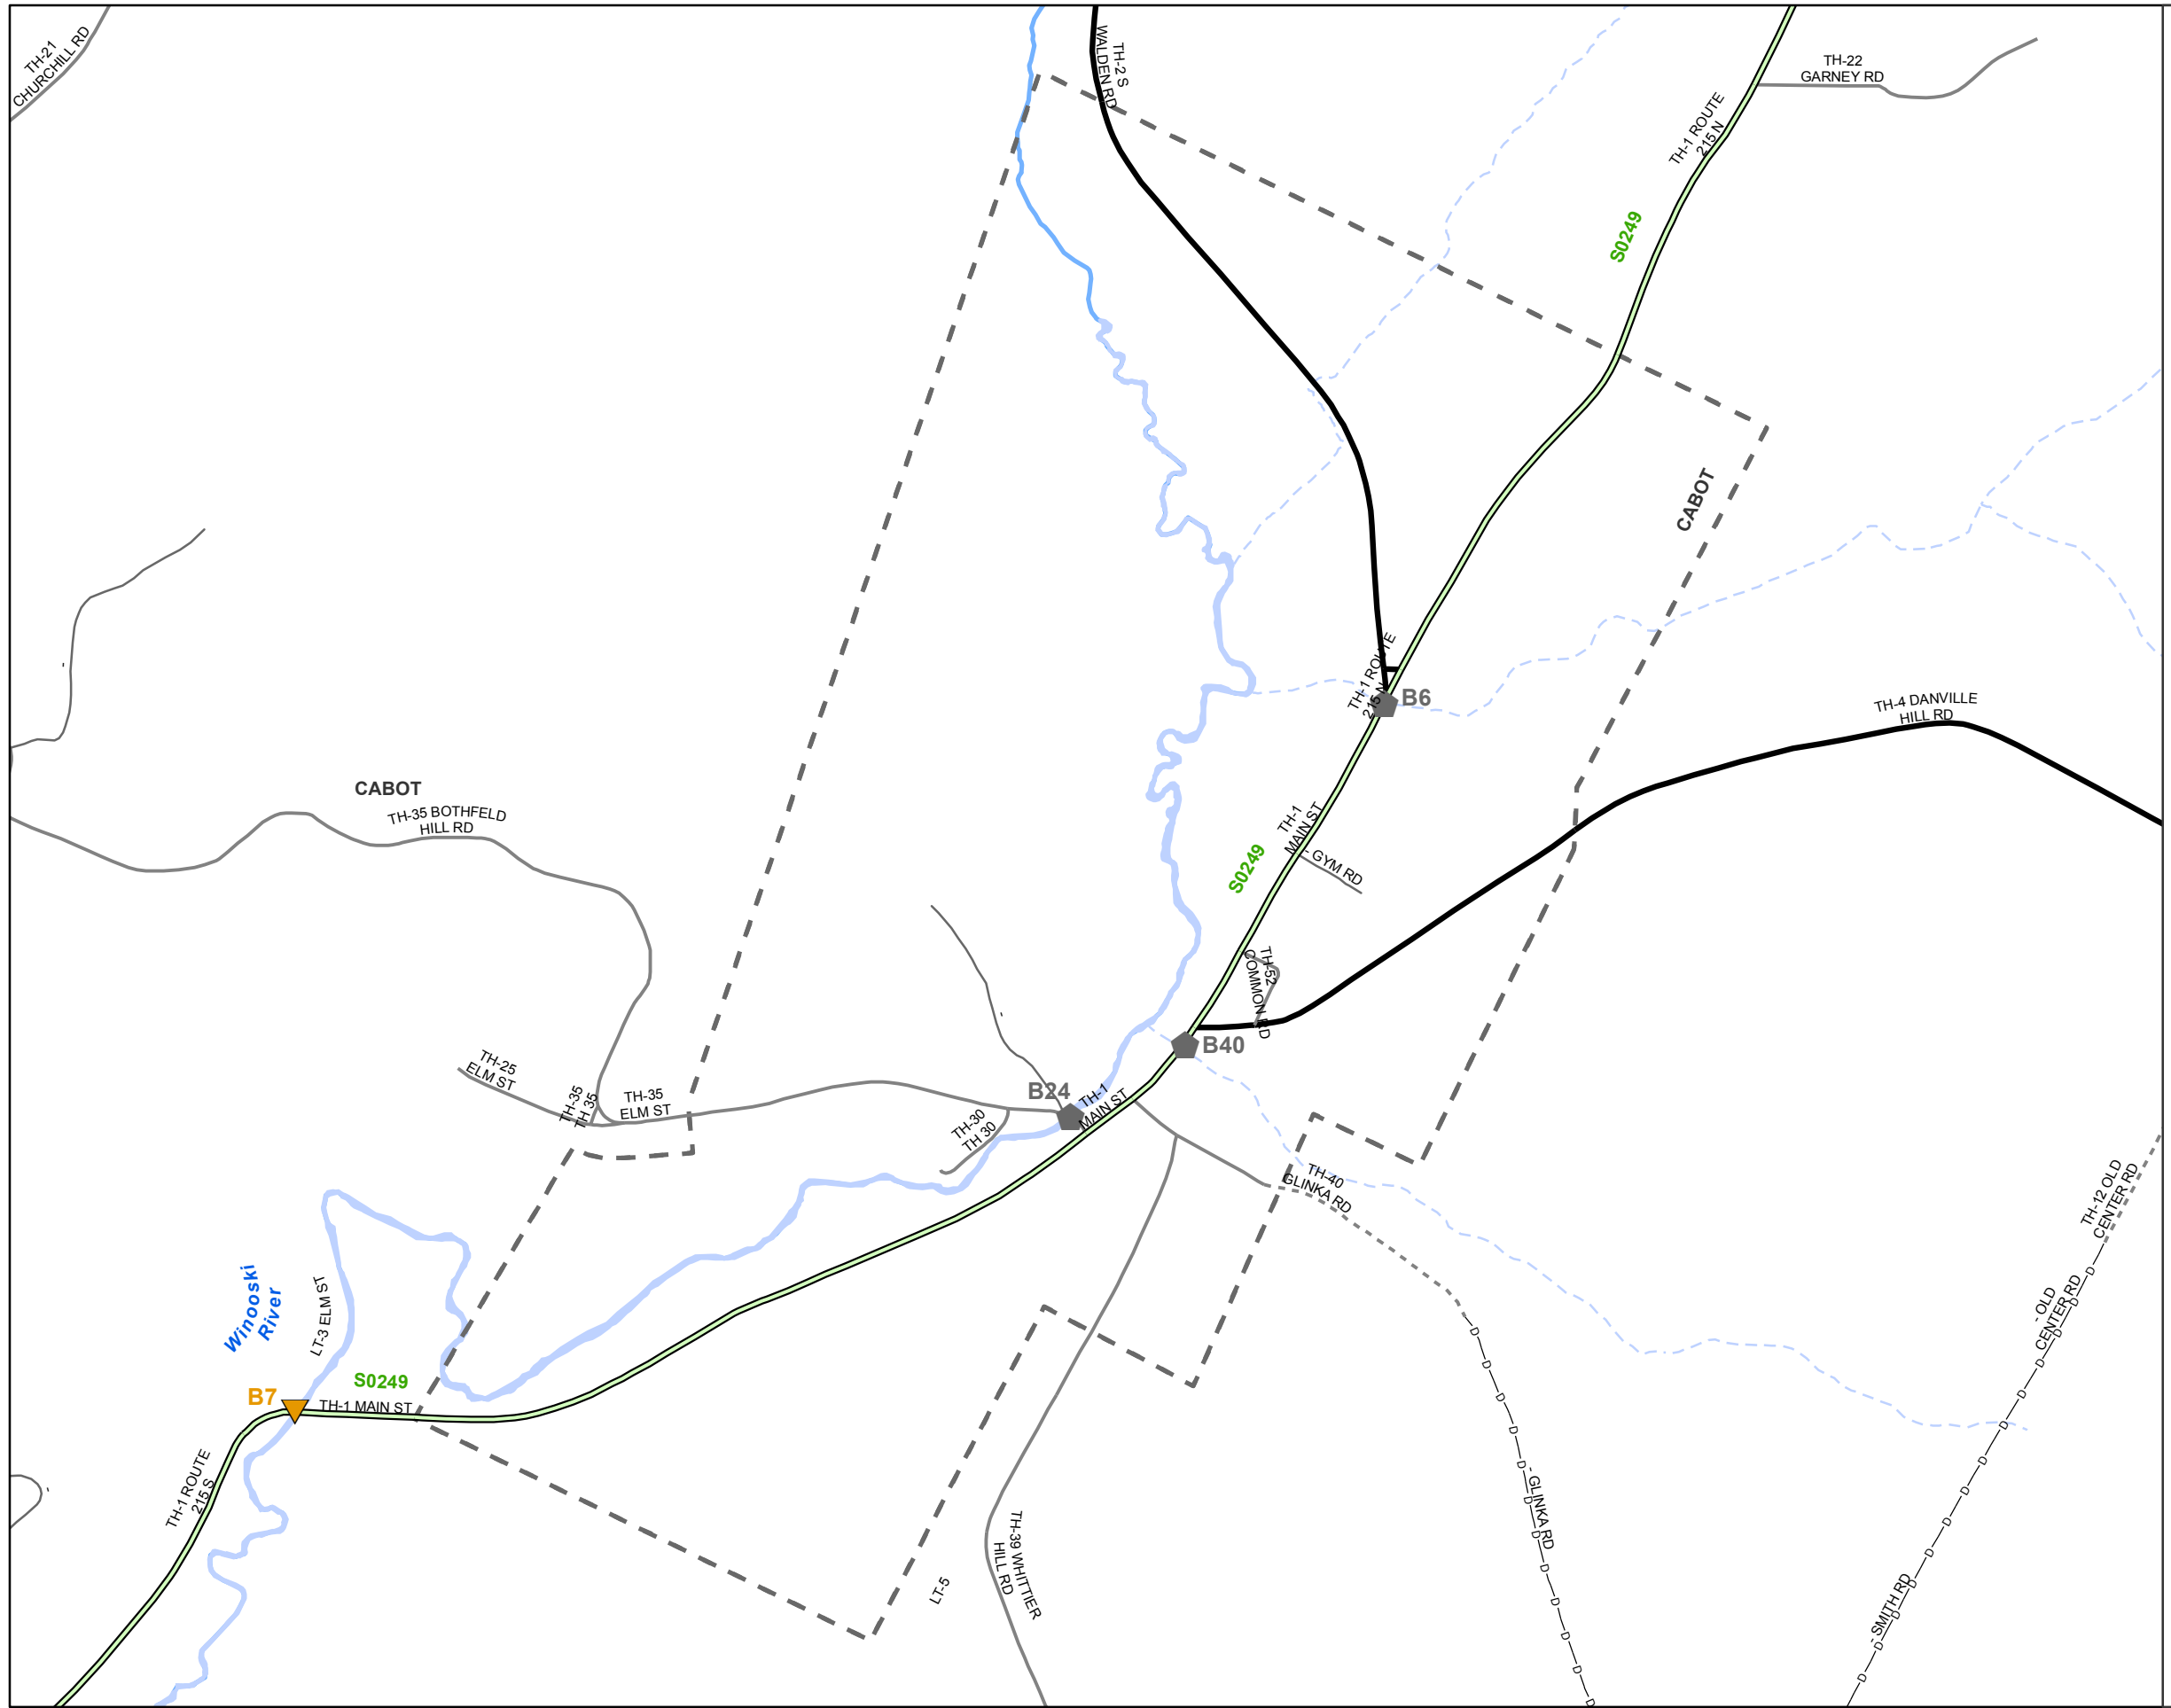 TH-21
CHURCHILL RD
TH-2 S
WALDEN RD
TH-22
GARNEY RD
TH-1 ROUTE
215 N
S0249
CABOT
TH-1 ROUTE
215 N
B6
TH-4 DANVILLE
HILL RD
CABOT
TH-35 BOTHFELD
HILL RD
TH-1
MAIN ST
- GYM RD
S0249
TH-52
COMMON RD
B40
TH-25
ELM ST
TH-35
TH 35
TH-35
ELM ST
B24
TH-1
MAIN ST
TH-30
TH 30
TH-40
GLINKA RD
TH-12 OLD
CENTER RD
Winooski
River
LT-3 ELM ST
- OLD
CENTER RD
S0249
B7
TH-1 MAIN ST
TH-1 ROUTE
215 S
- GLINKA RD
TH-39 WHITTIER
HILL RD
LT-5
- SMITH RD